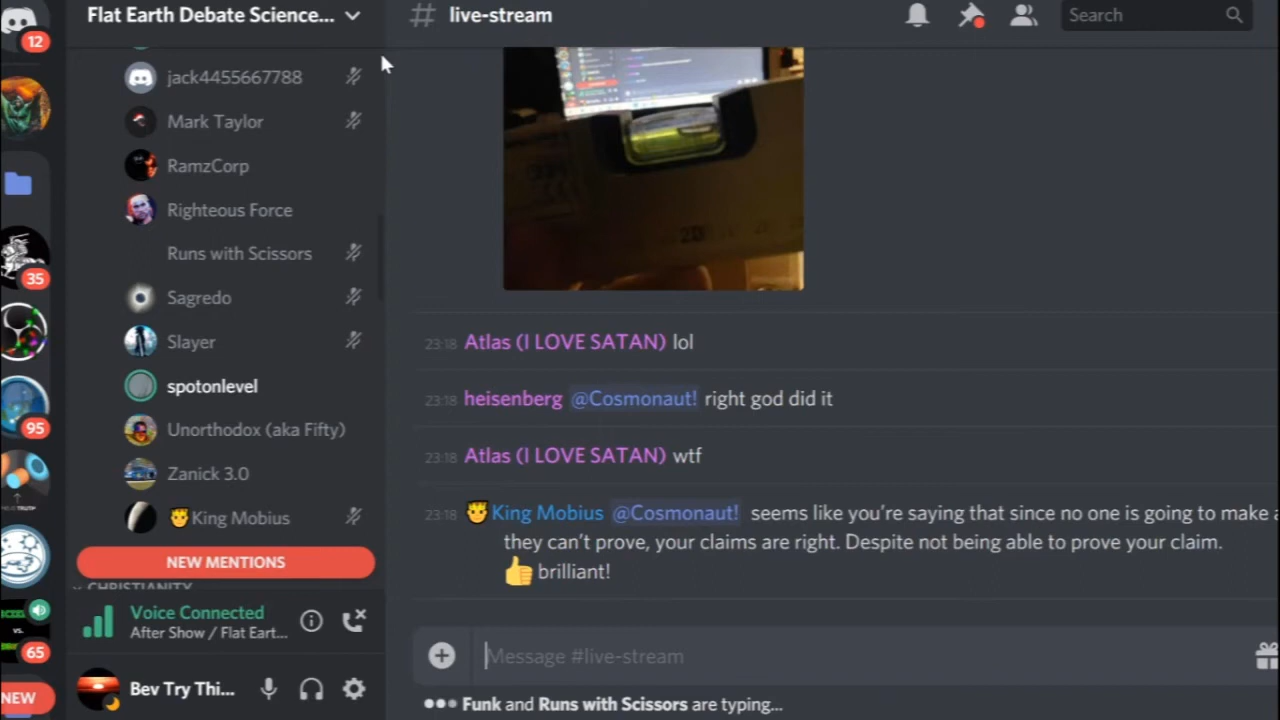 12
35
95
65
NEW
Flat Earth Debate Science...
jack4455667788
Mark Taylor
RamzCorp
Righteous Force
Runs with Scissors
Sagredo
Slayer
spotonlevel
Unorthodox (aka Fifty)
Zanick 3.0
King Mobius
NEW MENTIONS
CHRISTIANITY
Voice Connected
After Show / Flat Eart...
Bev Try Thi...
# live-stream
Search
23:18 Atlas (I LOVE SATAN) lol
23:18 heisenberg @Cosmonaut! right god did it
23:18 Atlas (I LOVE SATAN) wtf
23:18 King Mobius @Cosmonaut! seems like you're saying that since no one is going to make a
they can't prove, your claims are right. Despite not being able to prove your claim.
👍 brilliant!
Message #live-stream
Funk and Runs with Scissors are typing...